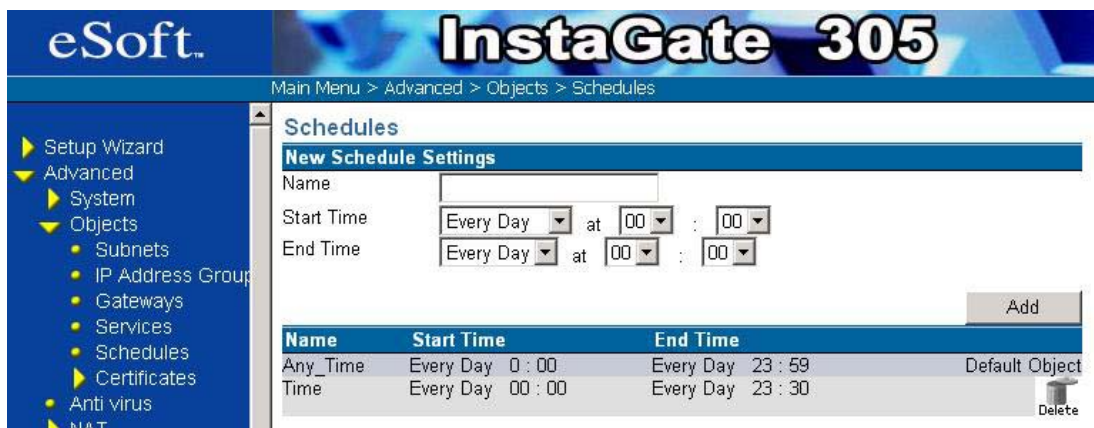 eSoft™
InstaGate 305
Main Menu > Advanced > Objects > Schedules
Setup Wizard
Advanced
System
Objects
Subnets
IP Address Group
Gateways
Services
Schedules
Certificates
Anti virus
NAT
Schedules
New Schedule Settings
Name
Start Time Every Day at 00 : 00
End Time Every Day at 00 : 00
Add
Name Start Time End Time
Any_Time Every Day 0 : 00 Every Day 23 : 59 Default Object
Time Every Day 00 : 00 Every Day 23 : 30
Delete